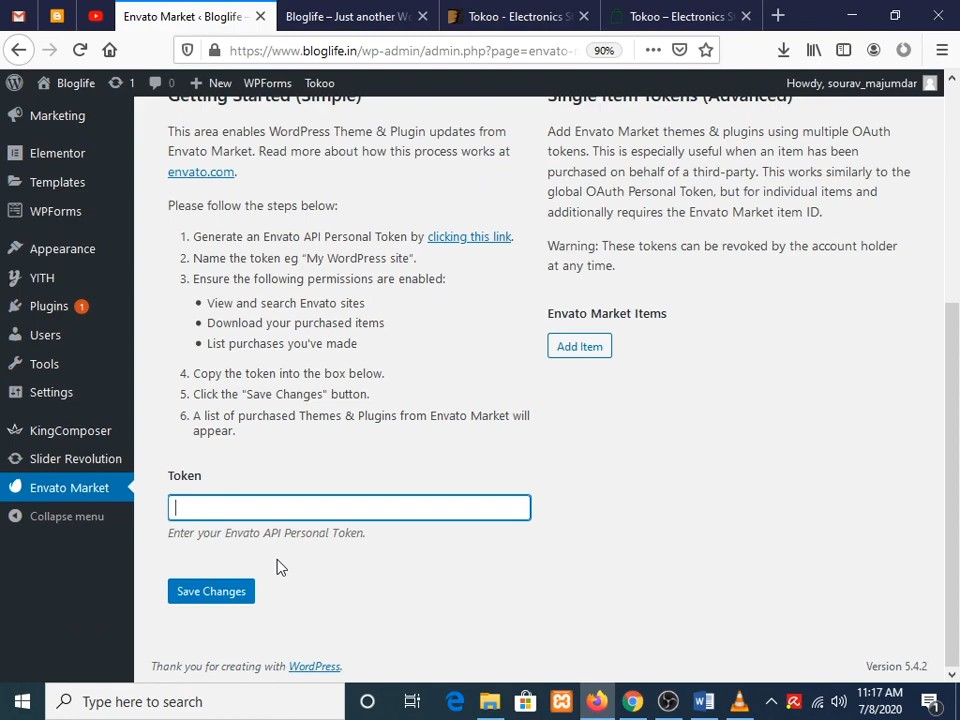 Envato Market ‹ Bloglife –
Bloglife – Just another Wo
Tokoo - Electronics S
Tokoo – Electronics S
https://www.bloglife.in/wp-admin/admin.php?page=envato-
90%
Bloglife
1
0
New
WPForms
Tokoo
Howdy, sourav_majumdar
Marketing
Elementor
Templates
WPForms
Appearance
YITH
Plugins 1
Users
Tools
Settings
KingComposer
Slider Revolution
Envato Market
Collapse menu
Getting Started (Simple)
This area enables WordPress Theme & Plugin updates from
Envato Market. Read more about how this process works at
envato.com.
Please follow the steps below:
1. Generate an Envato API Personal Token by clicking this link.
2. Name the token eg “My WordPress site”.
3. Ensure the following permissions are enabled:
• View and search Envato sites
• Download your purchased items
• List purchases you've made
4. Copy the token into the box below.
5. Click the "Save Changes" button.
6. A list of purchased Themes & Plugins from Envato Market will
appear.
Token
Enter your Envato API Personal Token.
Save Changes
Single Item Tokens (Advanced)
Add Envato Market themes & plugins using multiple OAuth
tokens. This is especially useful when an item has been
purchased on behalf of a third-party. This works similarly to the
global OAuth Personal Token, but for individual items and
additionally requires the Envato Market item ID.
Warning: These tokens can be revoked by the account holder
at any time.
Envato Market Items
Add Item
Thank you for creating with WordPress.
Version 5.4.2
Type here to search
11:17 AM
7/8/2020
1